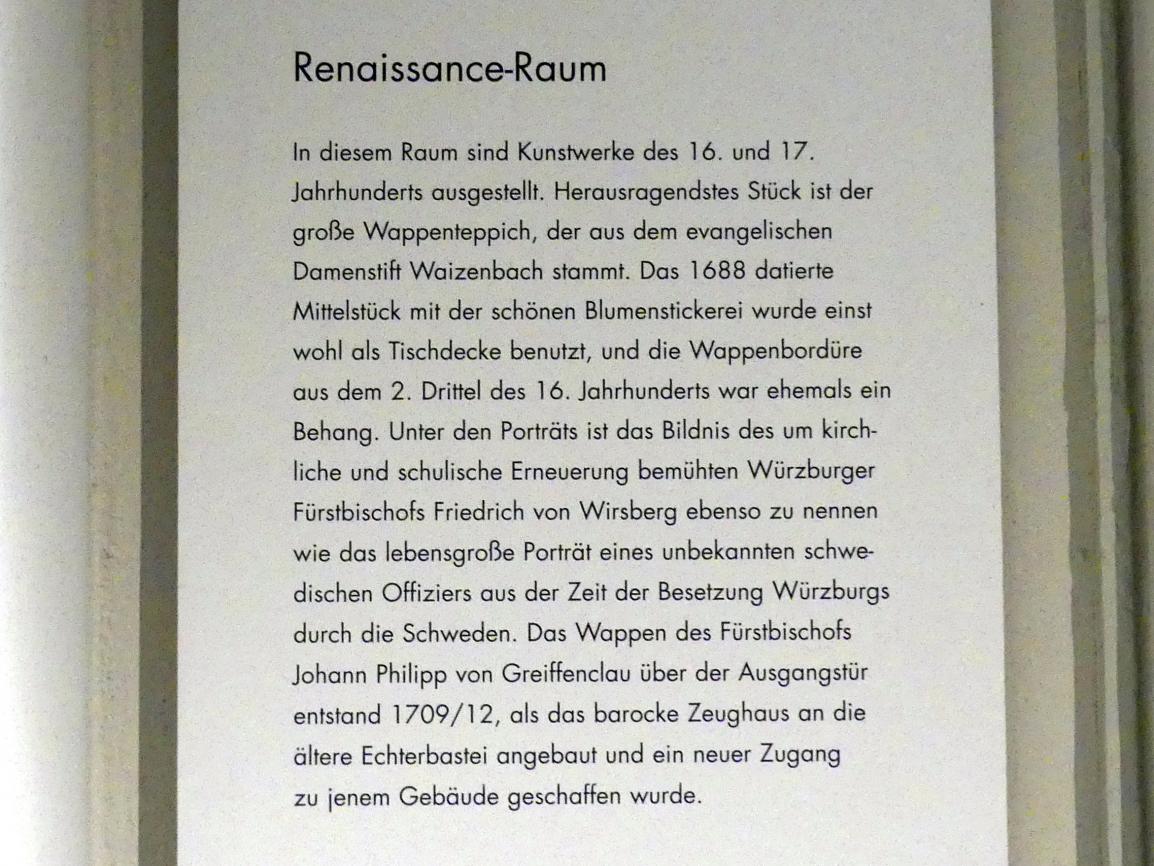 Renaissance-Raum
In diesem Raum sind Kunstwerke des 16. und 17.
Jahrhunderts ausgestellt. Herausragendstes Stück ist der
große Wappenteppich, der aus dem evangelischen
Damenstift Waizenbach stammt. Das 1688 datierte
Mittelstück mit der schönen Blumenstickerei wurde einst
wohl als Tischdecke benutzt, und die Wappenbordüre
aus dem 2. Drittel des 16. Jahrhunderts war ehemals ein
Behang. Unter den Porträts ist das Bildnis des um kirch-
liche und schulische Erneuerung bemühten Würzburger
Fürstbischofs Friedrich von Wirsberg ebenso zu nennen
wie das lebensgroße Porträt eines unbekannten schwe-
dischen Offiziers aus der Zeit der Besetzung Würzburgs
durch die Schweden. Das Wappen des Fürstbischofs
Johann Philipp von Greiffenclau über der Ausgangstür
entstand 1709/12, als das barocke Zeughaus an die
ältere Echterbastei angebaut und ein neuer Zugang
zu jenem Gebäude geschaffen wurde.